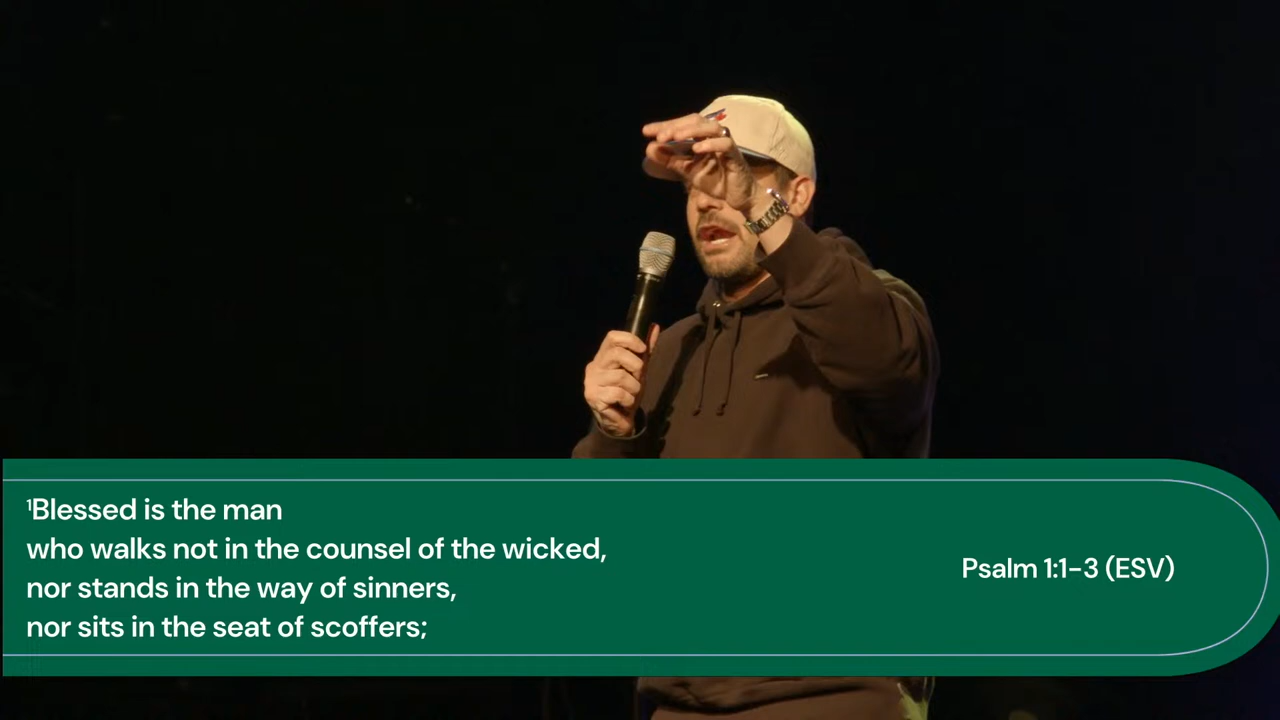 ¹Blessed is the man
who walks not in the counsel of the wicked,
nor stands in the way of sinners,
nor sits in the seat of scoffers;
Psalm 1:1-3 (ESV)